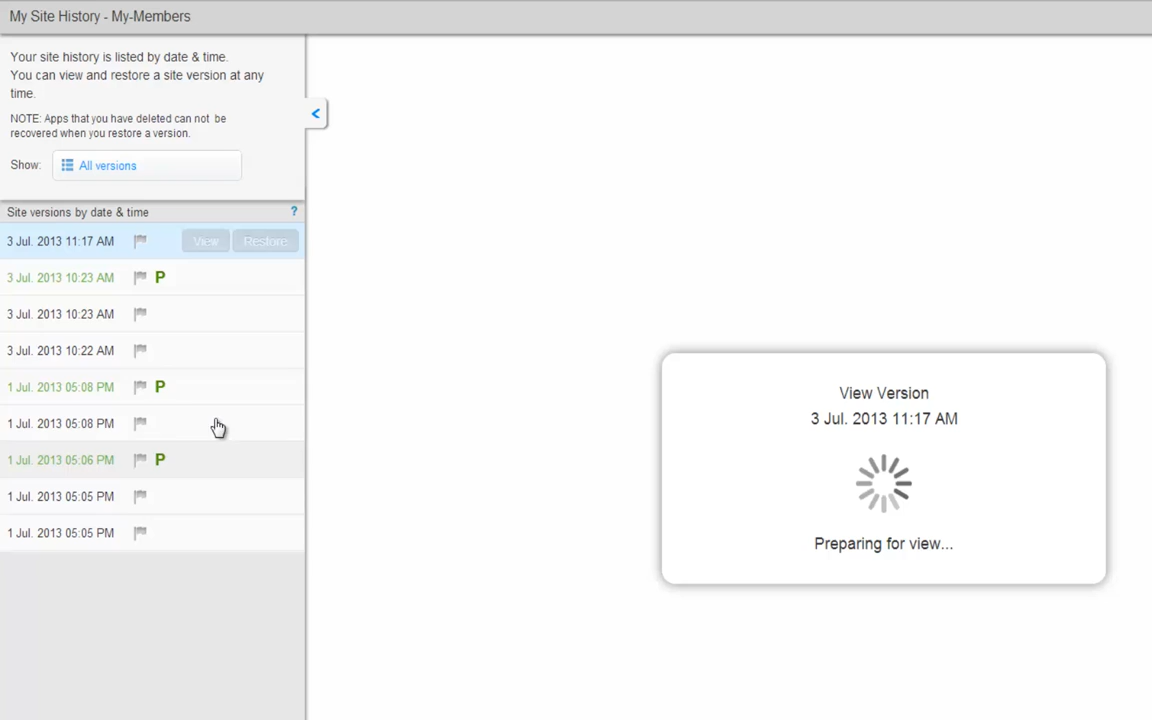 My Site History - My-Members
Your site history is listed by date & time.
You can view and restore a site version at any
time.
NOTE: Apps that you have deleted can not be
recovered when you restore a version.
Show: All versions
Site versions by date & time ?
3 Jul. 2013 11:17 AM View Restore
3 Jul. 2013 10:23 AM P
3 Jul. 2013 10:23 AM
3 Jul. 2013 10:22 AM
1 Jul. 2013 05:08 PM P
1 Jul. 2013 05:08 PM
1 Jul. 2013 05:06 PM P
1 Jul. 2013 05:05 PM
1 Jul. 2013 05:05 PM
View Version
3 Jul. 2013 11:17 AM
Preparing for view...